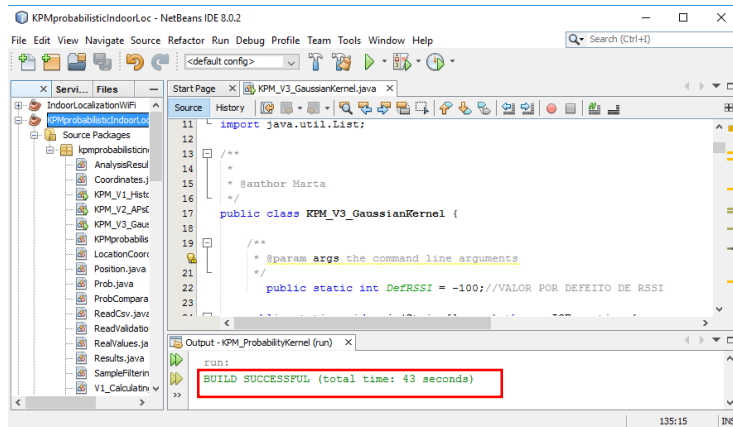 KPMprobabilisticIndoorLoc - NetBeans IDE 8.0.2
File Edit View Navigate Source Refactor Run Debug Profile Team Tools Window Help
Search (Ctrl+I)
<default config>
Servi... Files
IndoorLocalizationWiFi
KPMprobabilisticIndoorLoc
Source Packages
kpmprobabilisticin
AnalysisResul
Coordinates.j
KPM_V1_Histo
KPM_V2_APsD
KPM_V3_Gaus
KPMprobabilis
LocationCoord
Position.java
Prob.java
ProbCompara
ReadCsv.java
ReadValidatio
RealValues.ja
Results.java
SampleFilterin
V1_Calculatin
Start Page KPM_V3_GaussianKernel.java
Source History
11 import java.util.List;
12
13 /**
14 *
15 * @author Marta
16 */
17 public class KPM_V3_GaussianKernel {
18
19 /**
* @param args the command line arguments
21 */
22 public static int DefRSSI = -100;//VALOR POR DEFEITO DE RSSI
23
Output - KPM_ProbabilityKernel (run)
run:
BUILD SUCCESSFUL (total time: 43 seconds)
135:15 INS